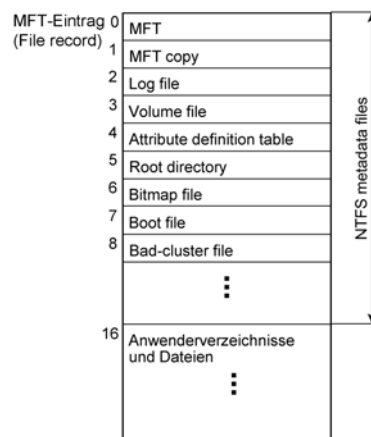 MFT-Eintrag
(File record)
0 MFT
1 MFT copy
2 Log file
3 Volume file
4 Attribute definition table
5 Root directory
6 Bitmap file
7 Boot file
8 Bad-cluster file
16 Anwenderverzeichnisse
und Dateien
NTFS metadata files